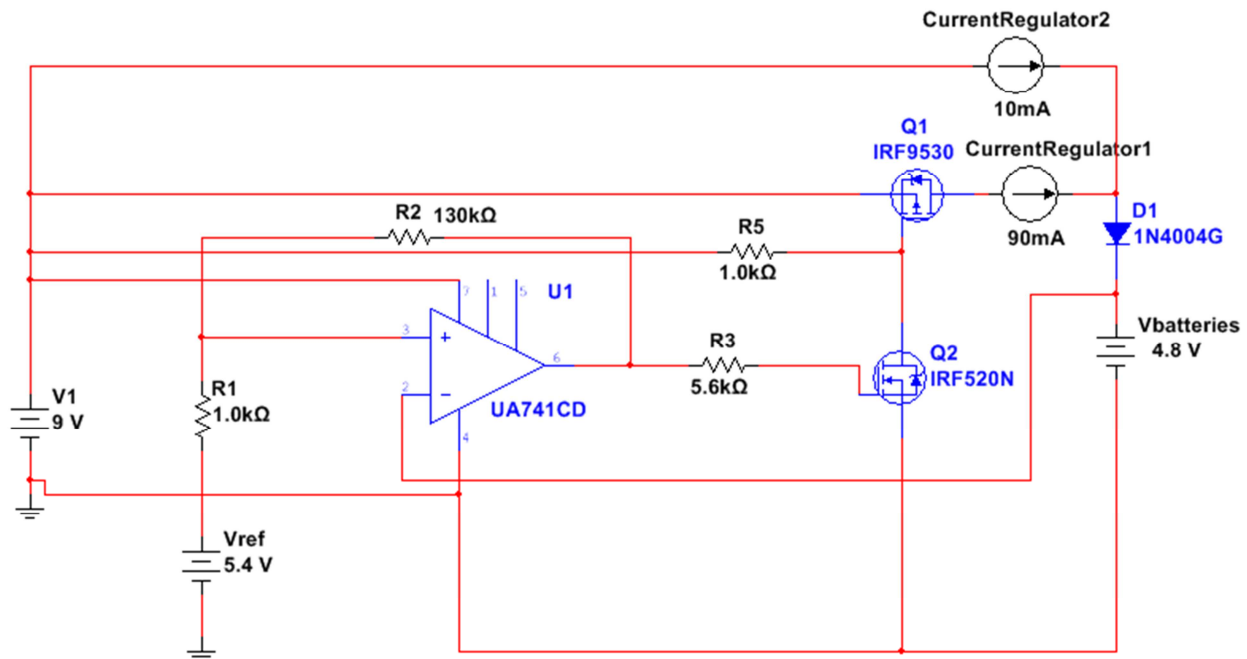 CurrentRegulator2
10mA
Q1
IRF9530
CurrentRegulator1
90mA
D1
1N4004G
R2 130kΩ
R5
1.0kΩ
7 1 5
U1
3
+
6
2
-
4
UA741CD
R3
5.6kΩ
Q2
IRF520N
Vbatteries
4.8 V
R1
1.0kΩ
V1
9 V
Vref
5.4 V